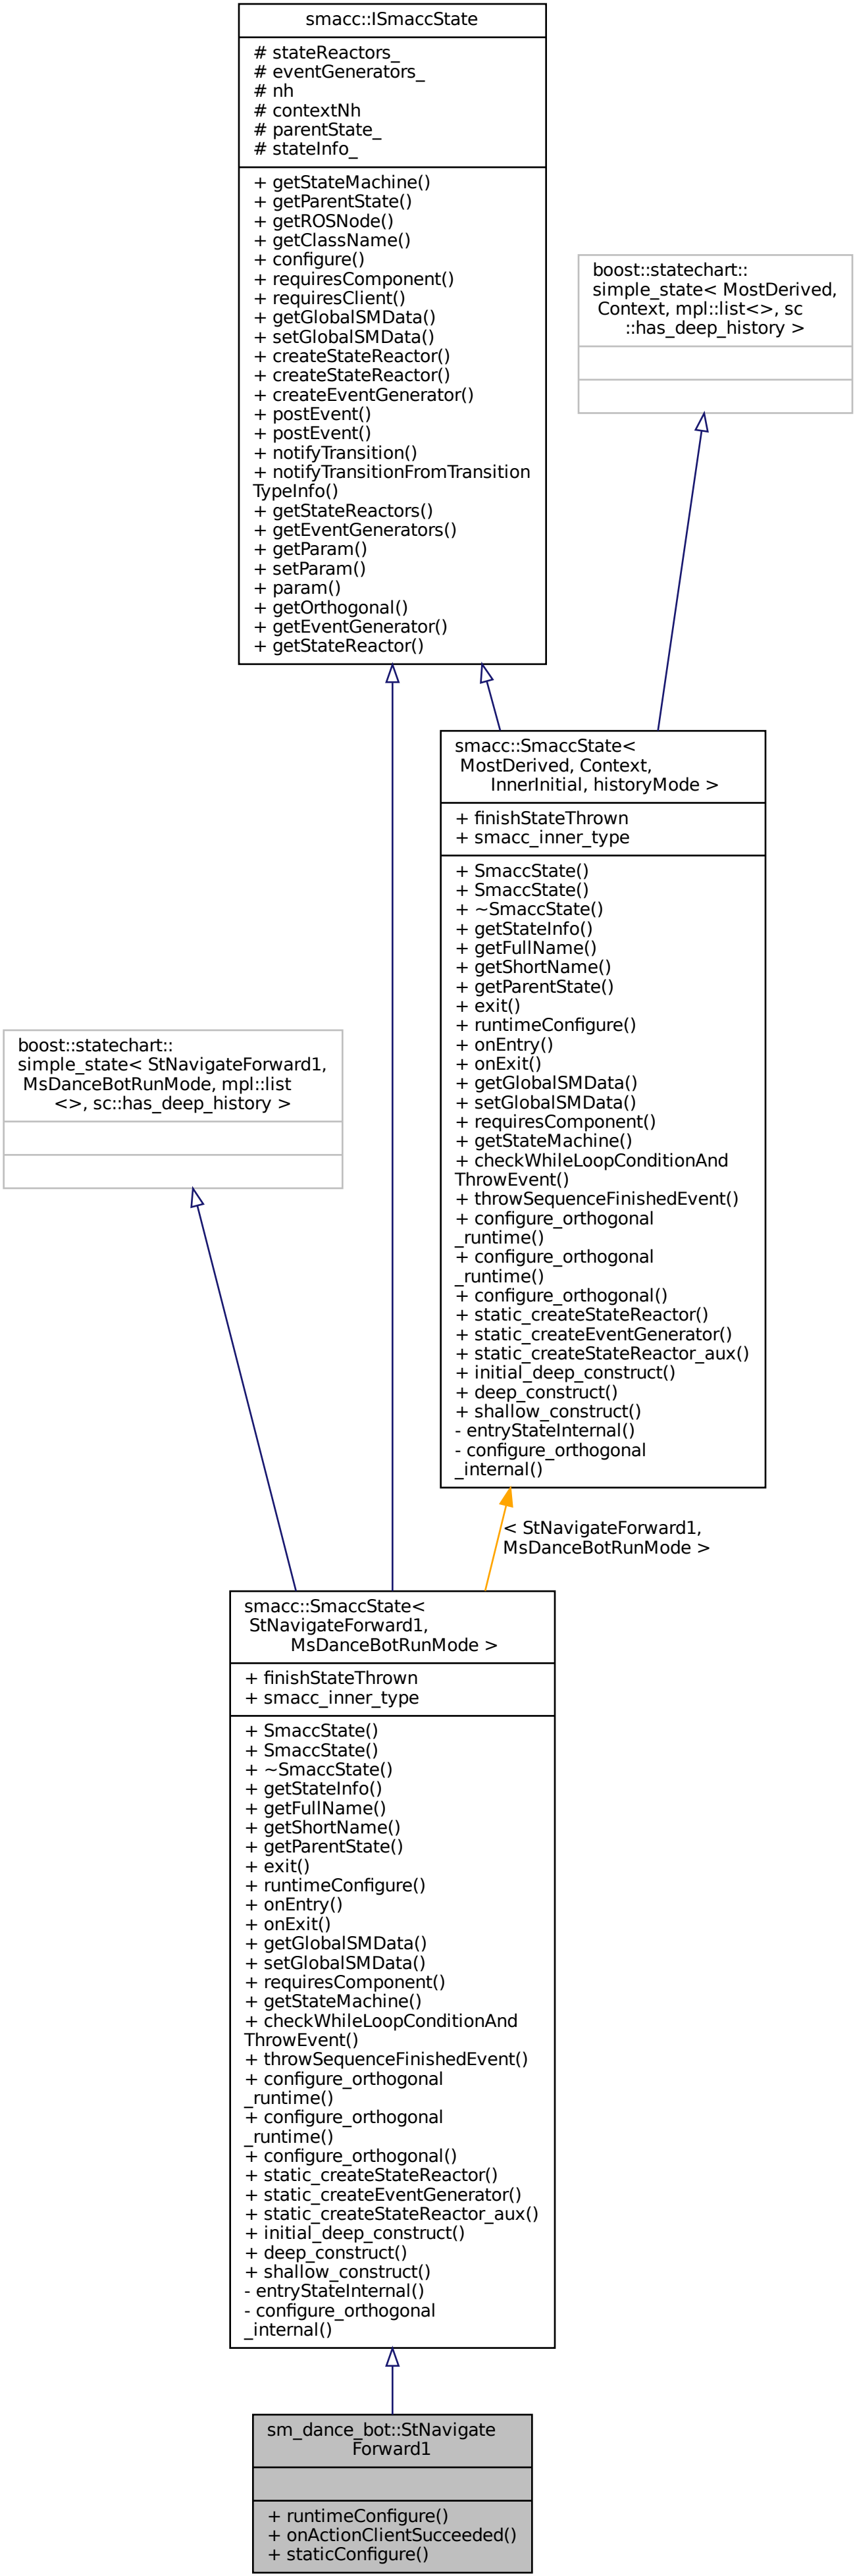 smacc::ISmaccState
# stateReactors_
# eventGenerators_
# nh
# contextNh
# parentState_
# stateInfo_
+ getStateMachine()
+ getParentState()
+ getROSNode()
+ getClassName()
+ configure()
+ requiresComponent()
+ requiresClient()
+ getGlobalSMData()
+ setGlobalSMData()
+ createStateReactor()
+ createStateReactor()
+ createEventGenerator()
+ postEvent()
+ postEvent()
+ notifyTransition()
+ notifyTransitionFromTransition
TypeInfo()
+ getStateReactors()
+ getEventGenerators()
+ getParam()
+ setParam()
+ param()
+ getOrthogonal()
+ getEventGenerator()
+ getStateReactor()
boost::statechart::
simple_state< MostDerived,
Context, mpl::list<>, sc
::has_deep_history >
smacc::SmaccState<
MostDerived, Context,
InnerInitial, historyMode >
+ finishStateThrown
+ smacc_inner_type
+ SmaccState()
+ SmaccState()
+ ~SmaccState()
+ getStateInfo()
+ getFullName()
+ getShortName()
+ getParentState()
+ exit()
+ runtimeConfigure()
+ onEntry()
+ onExit()
+ getGlobalSMData()
+ setGlobalSMData()
+ requiresComponent()
+ getStateMachine()
+ checkWhileLoopConditionAnd
ThrowEvent()
+ throwSequenceFinishedEvent()
+ configure_orthogonal
_runtime()
+ configure_orthogonal
_runtime()
+ configure_orthogonal()
+ static_createStateReactor()
+ static_createEventGenerator()
+ static_createStateReactor_aux()
+ initial_deep_construct()
+ deep_construct()
+ shallow_construct()
- entryStateInternal()
- configure_orthogonal
_internal()
boost::statechart::
simple_state< StNavigateForward1,
MsDanceBotRunMode, mpl::list
<>, sc::has_deep_history >
< StNavigateForward1,
MsDanceBotRunMode >
smacc::SmaccState<
StNavigateForward1,
MsDanceBotRunMode >
+ finishStateThrown
+ smacc_inner_type
+ SmaccState()
+ SmaccState()
+ ~SmaccState()
+ getStateInfo()
+ getFullName()
+ getShortName()
+ getParentState()
+ exit()
+ runtimeConfigure()
+ onEntry()
+ onExit()
+ getGlobalSMData()
+ setGlobalSMData()
+ requiresComponent()
+ getStateMachine()
+ checkWhileLoopConditionAnd
ThrowEvent()
+ throwSequenceFinishedEvent()
+ configure_orthogonal
_runtime()
+ configure_orthogonal
_runtime()
+ configure_orthogonal()
+ static_createStateReactor()
+ static_createEventGenerator()
+ static_createStateReactor_aux()
+ initial_deep_construct()
+ deep_construct()
+ shallow_construct()
- entryStateInternal()
- configure_orthogonal
_internal()
sm_dance_bot::StNavigate
Forward1
+ runtimeConfigure()
+ onActionClientSucceeded()
+ staticConfigure()